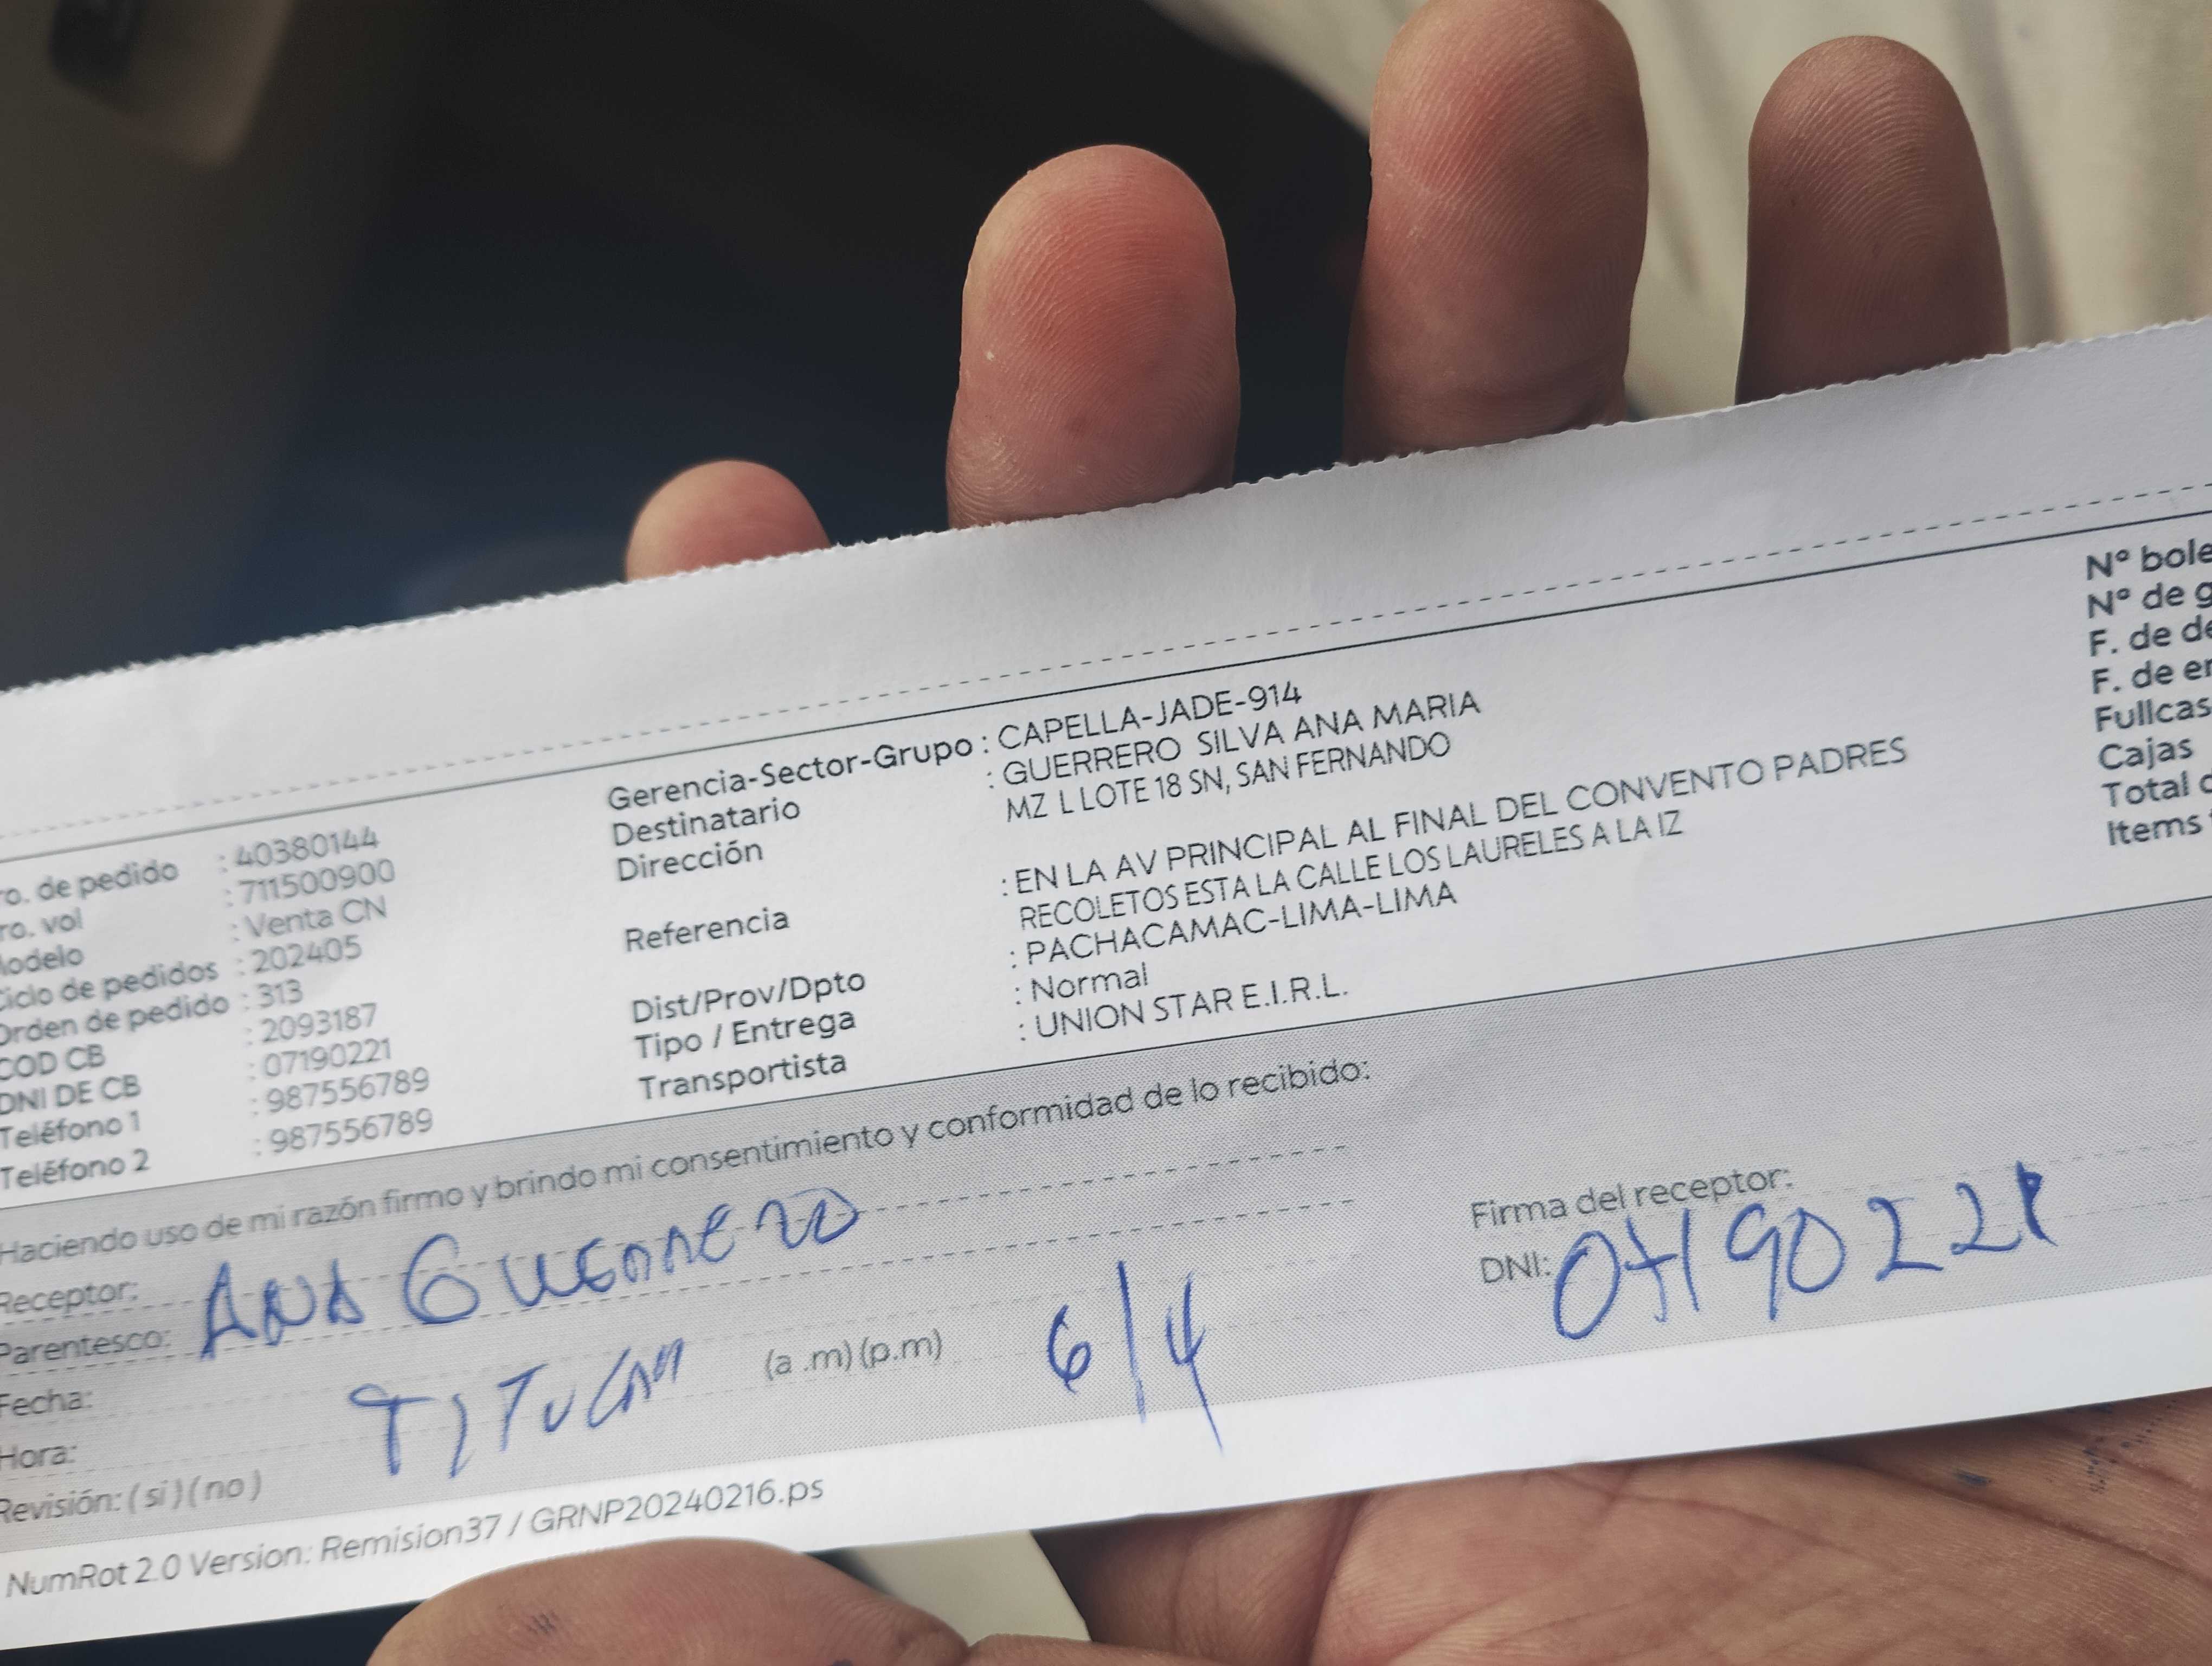 ro. de pedido : 40380144
ro. vol : 711500900
lodelo : Venta CN
Ciclo de pedidos : 202405
Orden de pedido : 313
COD CB : 2093187
DNI DE CB : 07190221
Teléfono 1 : 987556789
Teléfono 2 : 987556789
Gerencia-Sector-Grupo : CAPELLA-JADE-914
Destinatario : GUERRERO SILVA ANA MARIA
Dirección MZ L LOTE 18 SN, SAN FERNANDO
Referencia : EN LA AV PRINCIPAL AL FINAL DEL CONVENTO PADRES
RECOLETOS ESTA LA CALLE LOS LAURELES A LA IZ
Dist/Prov/Dpto : PACHACAMAC-LIMA-LIMA
Tipo / Entrega : Normal
Transportista : UNION STAR E.I.R.L.
N° bole
N° de g
F. de de
F. de en
Fullcas
Cajas
Total d
Items
Haciendo uso de mi razón firmo y brindo mi consentimiento y conformidad de lo recibido:
Receptor: ANA GUERRERO
Parentesco: TITULAR
Fecha: 6/4
Hora: (a .m) (p.m)
Revisión: ( si ) ( no )
Firma del receptor:
DNI: 07190221
NumRot 2.0 Version: Remision37 / GRNP20240216.ps